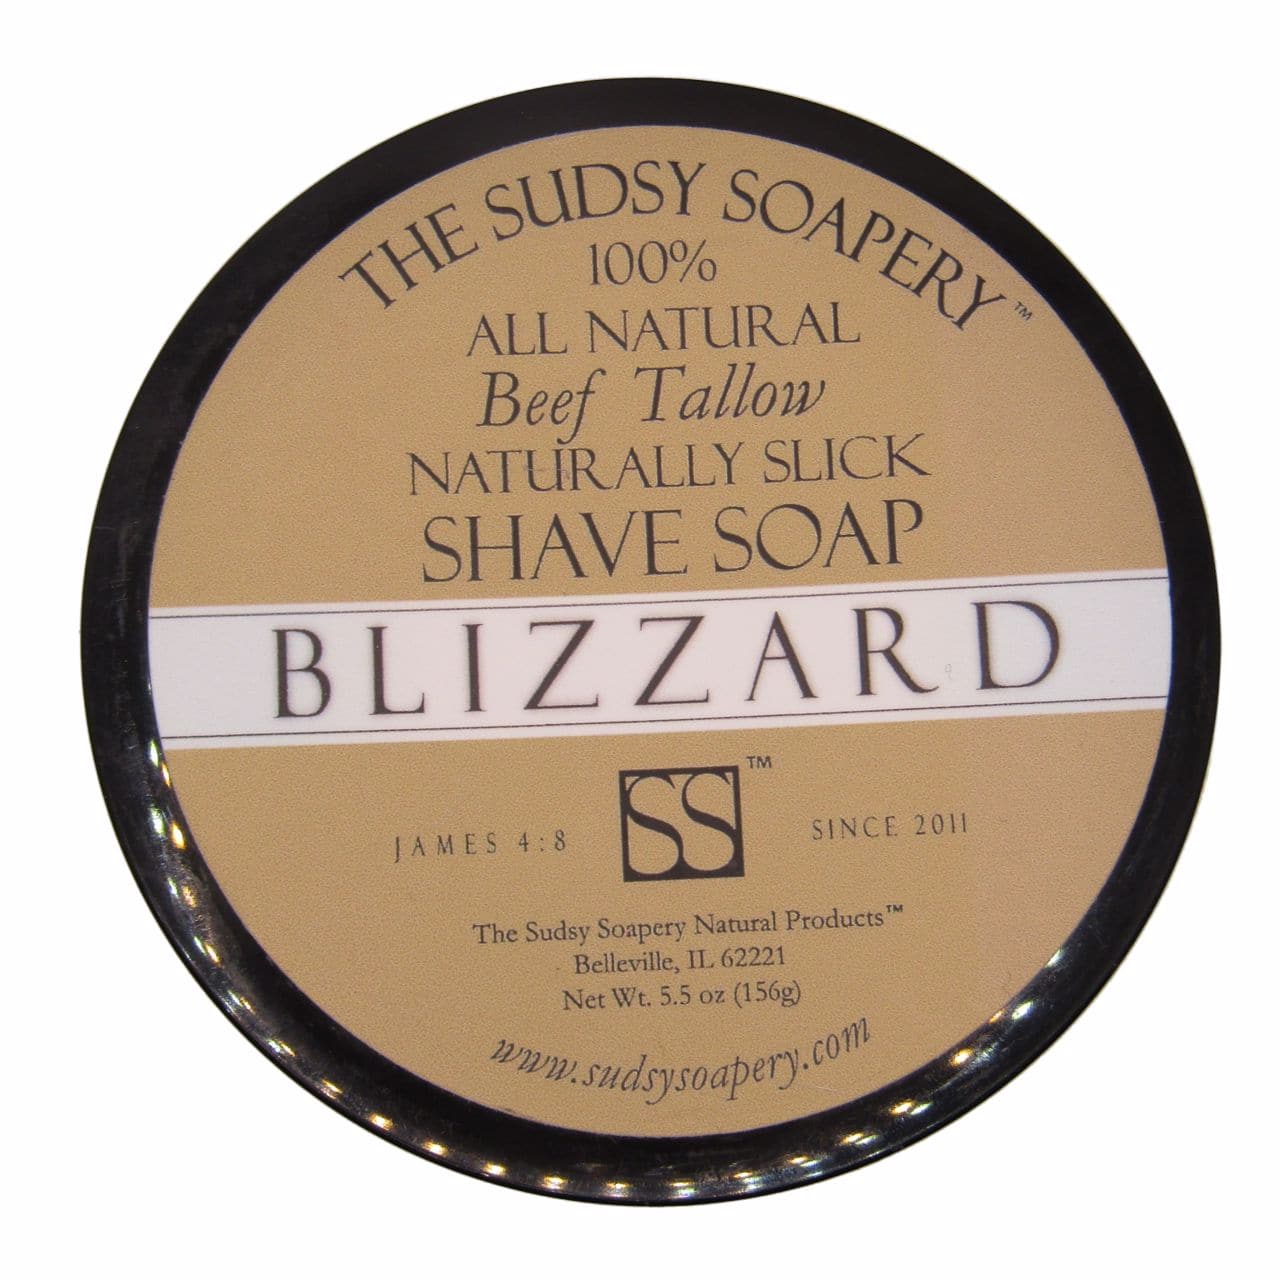 THE SUDSY SOAPERY™
100%
ALL NATURAL
Beef Tallow
NATURALLY SLICK
SHAVE SOAP
BLIZZARD
SS™
JAMES 4:8
SINCE 2011
The Sudsy Soapery Natural Products™
Belleville, IL 62221
Net Wt. 5.5 oz (156g)
www.sudsysoapery.com